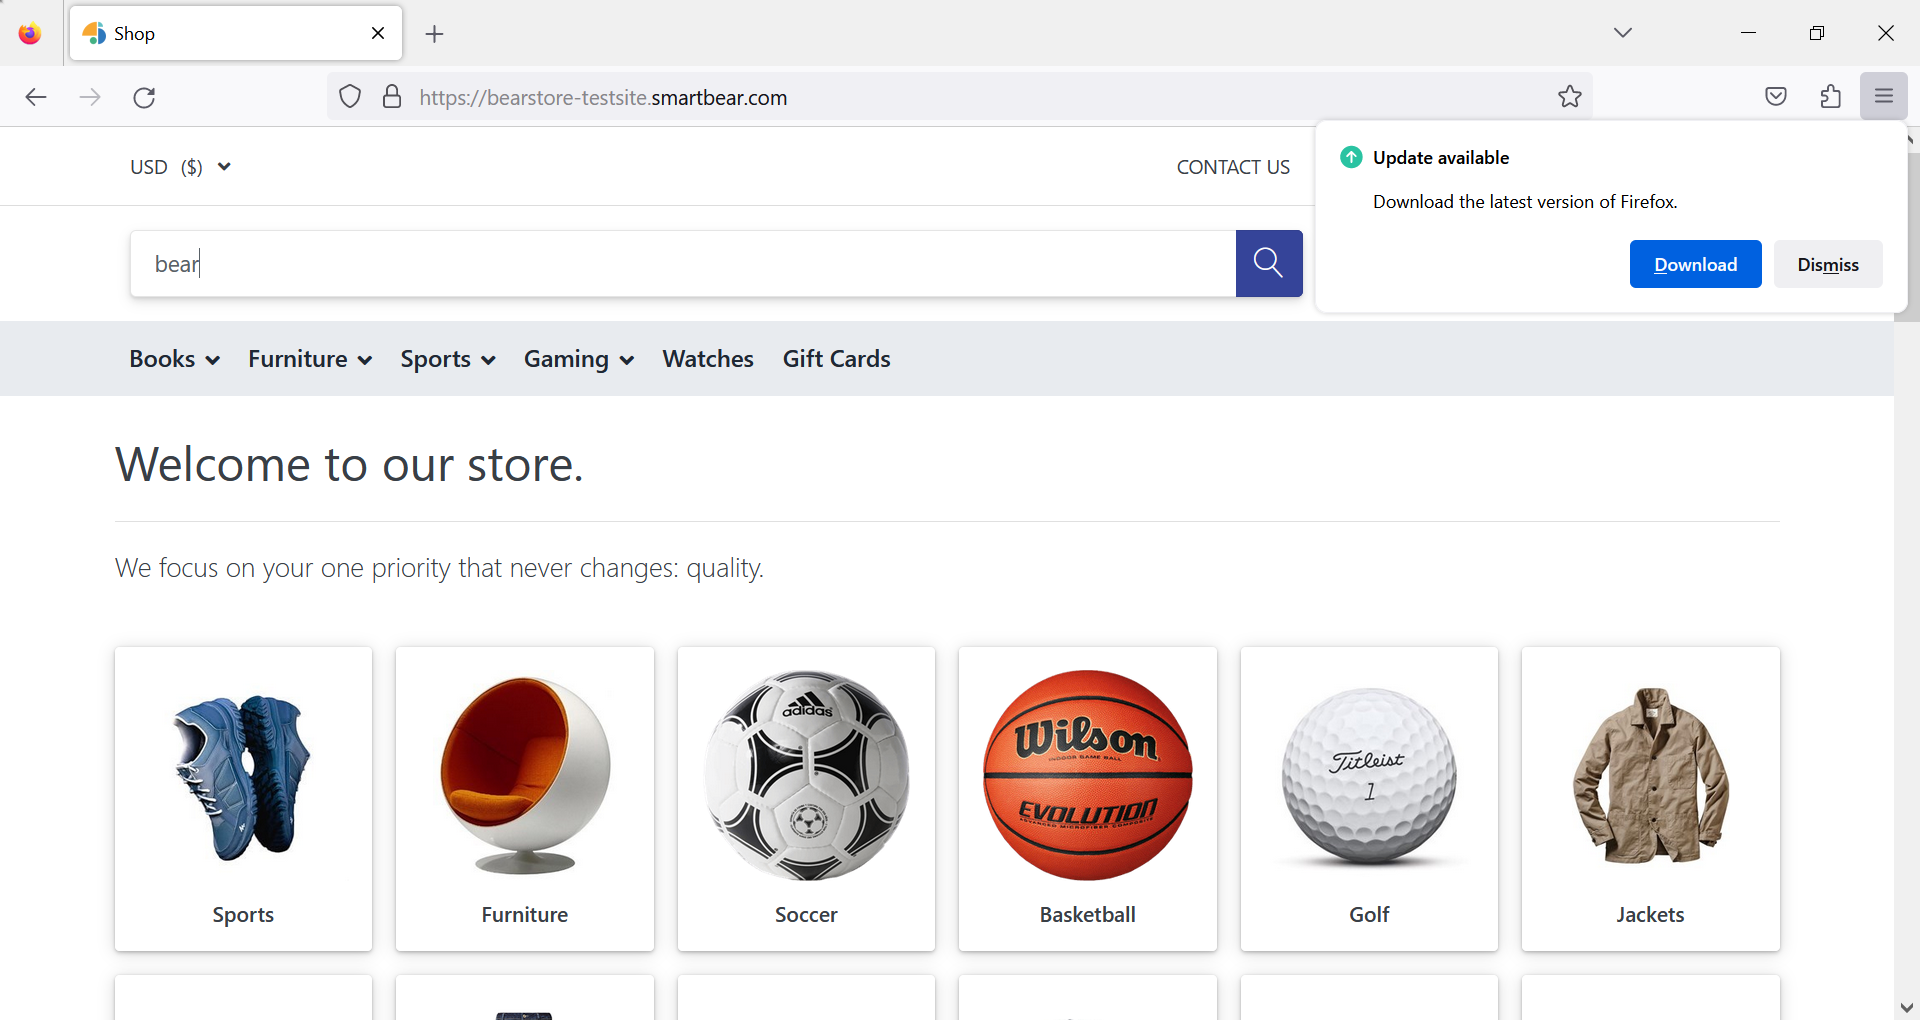 Shop
https://bearstore-testsite.smartbear.com
Update available
Download the latest version of Firefox.
Download
Dismiss
USD ($)
CONTACT US
bear
Books
Furniture
Sports
Gaming
Watches
Gift Cards
Welcome to our store.
We focus on your one priority that never changes: quality.
adidas
Wilson
INDOOR GAME BALL
EVOLUTION
ADVANCED MICROFIBER COMPOSITE
Titleist
1
Sports
Furniture
Soccer
Basketball
Golf
Jackets